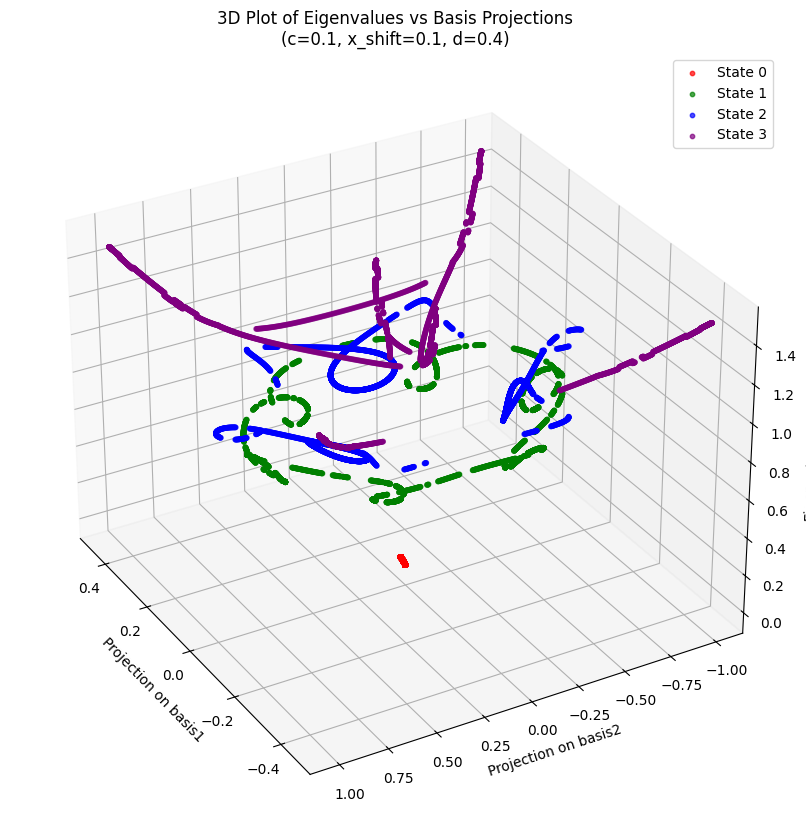 3D Plot of Eigenvalues vs Basis Projections
(c=0.1, x_shift=0.1, d=0.4)
State 0
State 1
State 2
State 3
1.4
1.2
1.0
0.8
0.6
0.4
0.2
0.0
0.4
0.2
0.0
−0.2
−0.4
Projection on basis1
1.00
0.75
0.50
0.25
0.00
−0.25
−0.50
−0.75
−1.00
Projection on basis2